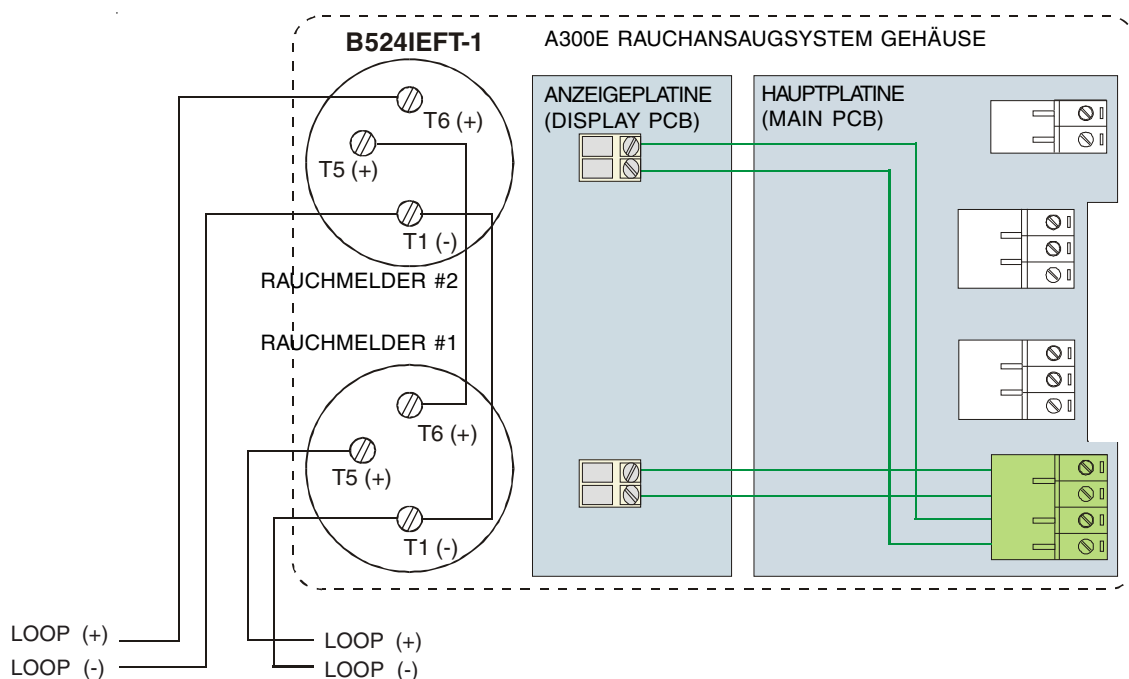 B524IEFT-1
A300E RAUCHANSAUGSYSTEM GEHÄUSE
T6 (+)
T5 (+)
T1 (-)
RAUCHMELDER #2
RAUCHMELDER #1
T6 (+)
T5 (+)
T1 (-)
ANZEIGEPLATINE
(DISPLAY PCB)
HAUPTPLATINE
(MAIN PCB)
LOOP (+)
LOOP (-)
LOOP (+)
LOOP (-)